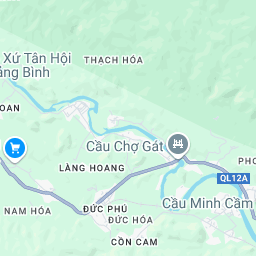 Xứ Tân Hội
ảng Bình
THẠCH HÓA
OAN
Cầu Chợ Gát
LÀNG HOANG
PHO
QL12A
Cầu Minh Cầm
NAM HÓA
ĐỨC PHÚ
ĐỨC HÓA
CỒN CAM